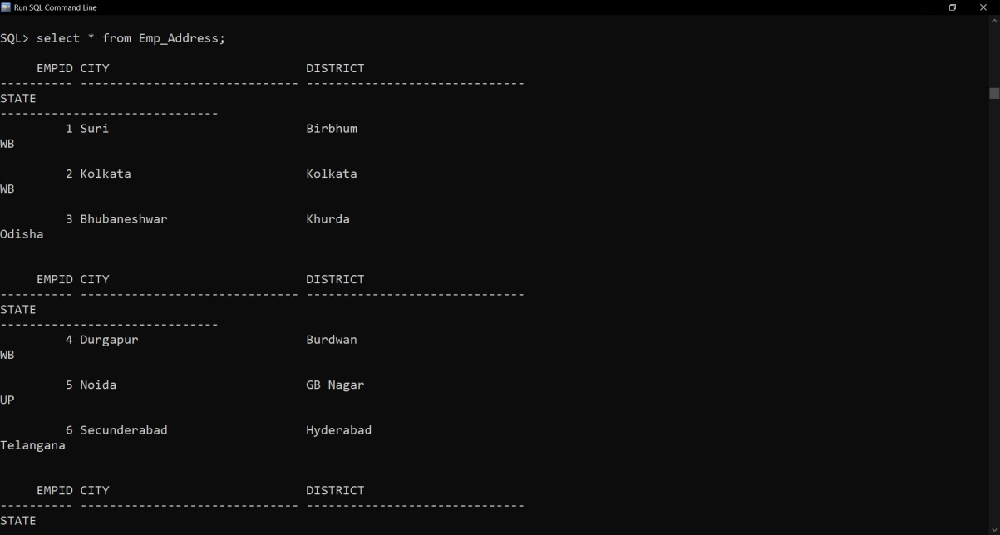 Run SQL Command Line
SQL> select * from Emp_Address;
     EMPID CITY                           DISTRICT
---------- ------------------------------ ------------------------------
STATE
------------------------------
         1 Suri                           Birbhum
WB
         2 Kolkata                        Kolkata
WB
         3 Bhubaneshwar                   Khurda
Odisha
     EMPID CITY                           DISTRICT
---------- ------------------------------ ------------------------------
STATE
------------------------------
         4 Durgapur                       Burdwan
WB
         5 Noida                          GB Nagar
UP
         6 Secunderabad                   Hyderabad
Telangana
     EMPID CITY                           DISTRICT
---------- ------------------------------ ------------------------------
STATE